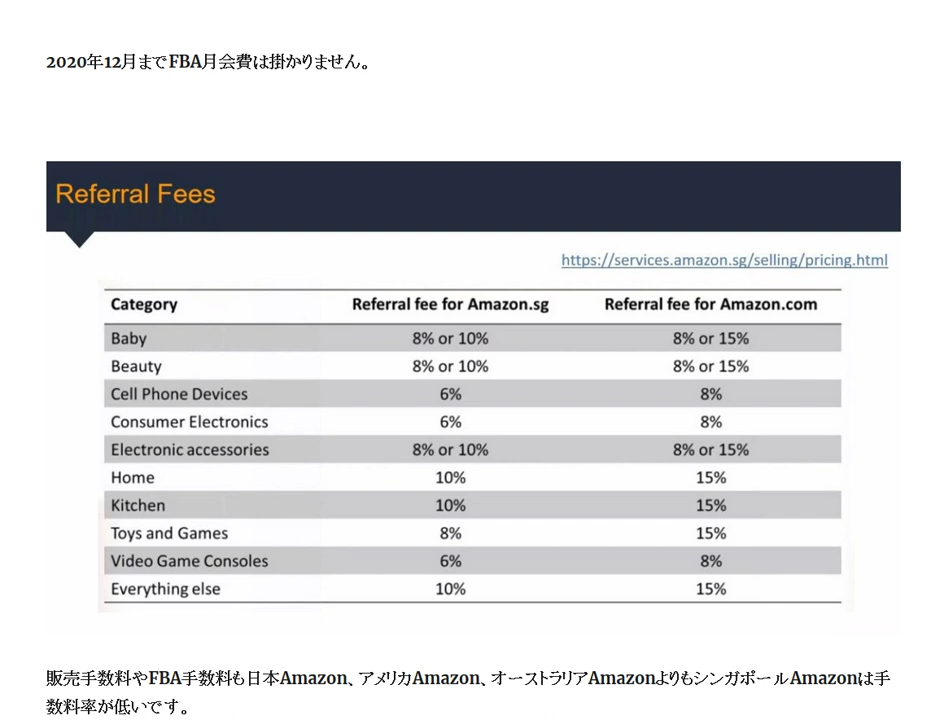 2020年12月までFBA月会費は掛かりません。
Referral Fees
https://services.amazon.sg/selling/pricing.html
Category Referral fee for Amazon.sg Referral fee for Amazon.com
Baby 8% or 10% 8% or 15%
Beauty 8% or 10% 8% or 15%
Cell Phone Devices 6% 8%
Consumer Electronics 6% 8%
Electronic accessories 8% or 10% 8% or 15%
Home 10% 15%
Kitchen 10% 15%
Toys and Games 8% 15%
Video Game Consoles 6% 8%
Everything else 10% 15%
販売手数料やFBA手数料も日本Amazon、アメリカAmazon、オーストラリアAmazonよりもシンガポールAmazonは手
数料率が低いです。